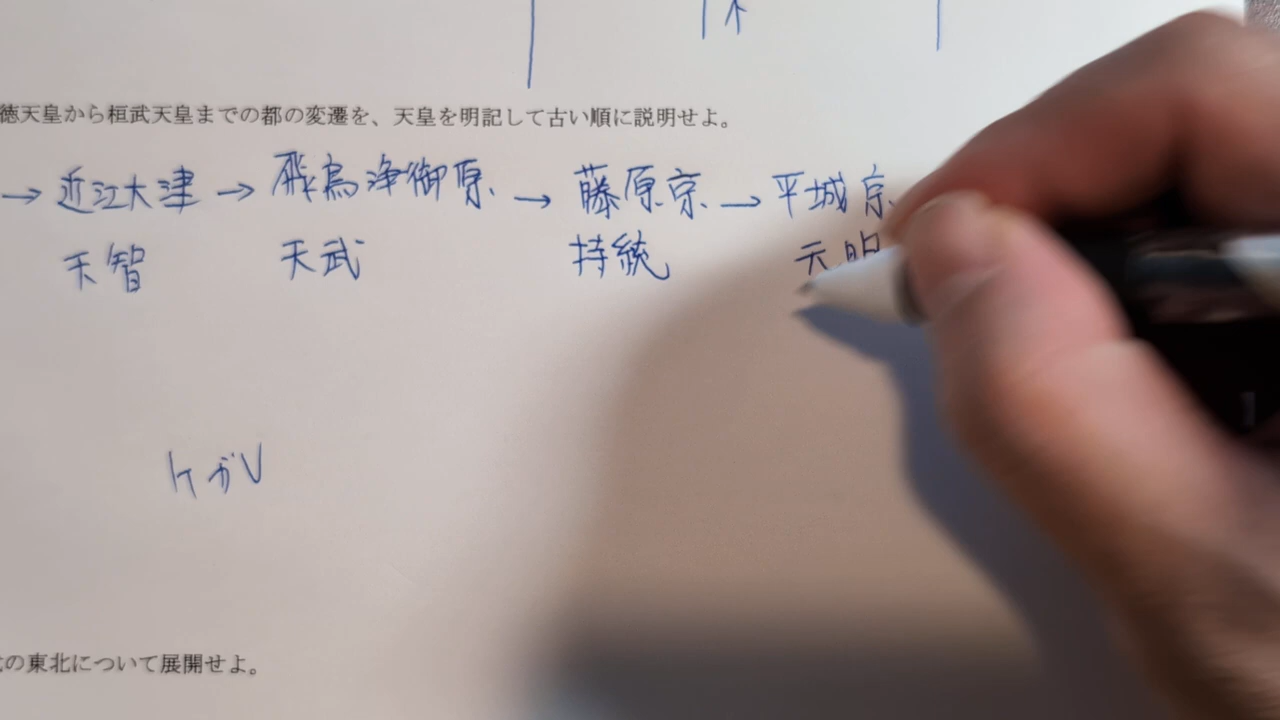 徳天皇から桓武天皇までの都の変遷を、天皇を明記して古い順に説明せよ。
→近江大津→飛鳥浄御原→藤原京→平城京
天智 天武 持統 元明
ケガレ
の東北について展開せよ。